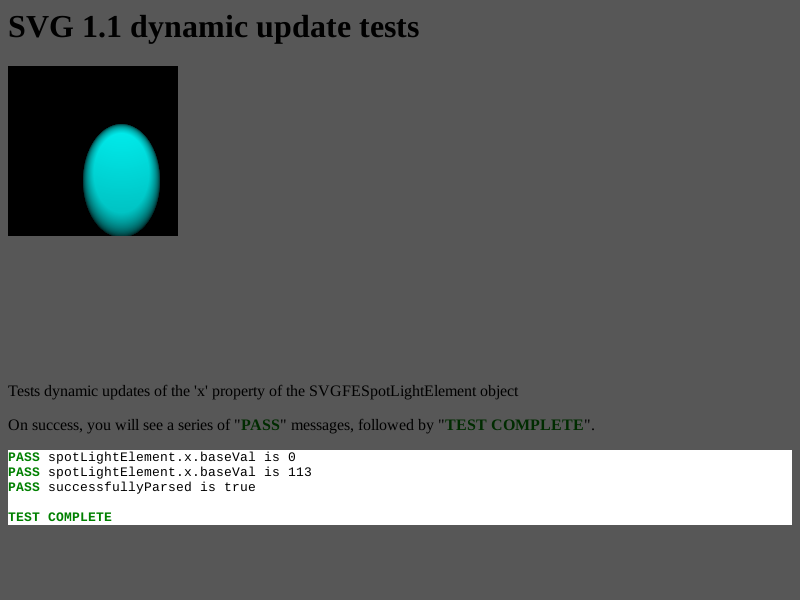 SVG 1.1 dynamic update tests
Tests dynamic updates of the 'x' property of the SVGFESpotLightElement object
On success, you will see a series of "PASS" messages, followed by "TEST COMPLETE".
PASS spotLightElement.x.baseVal is 0
PASS spotLightElement.x.baseVal is 113
PASS successfullyParsed is true
TEST COMPLETE